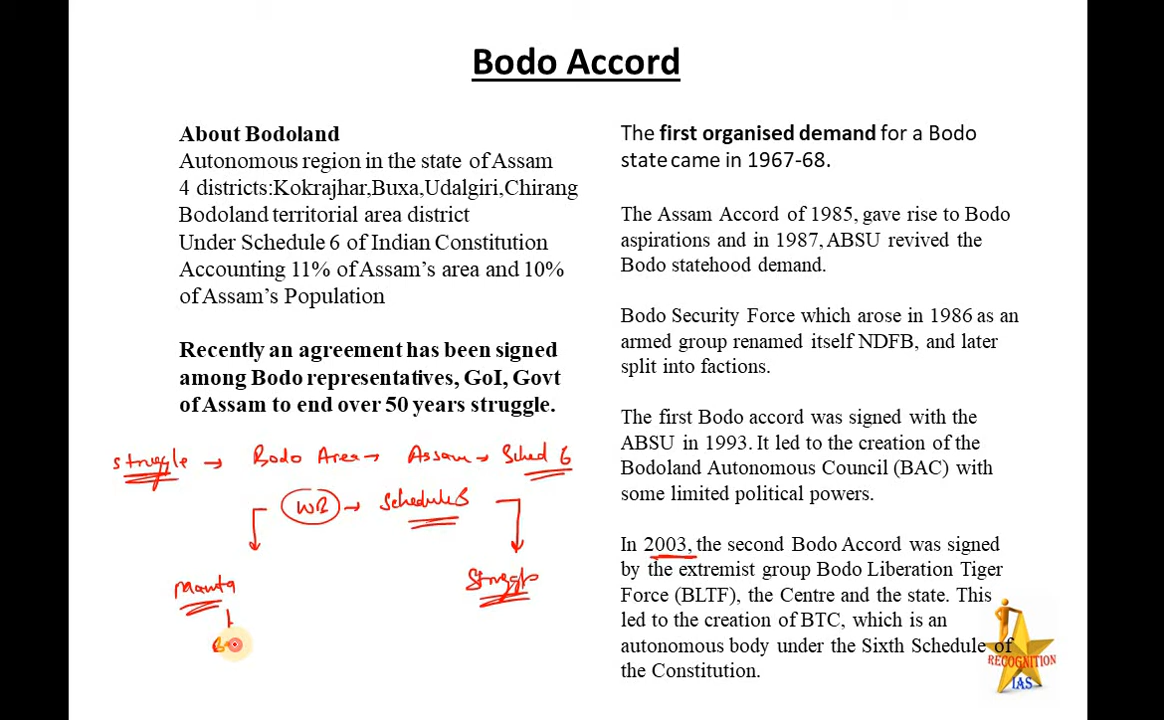 Bodo Accord
About Bodoland
Autonomous region in the state of Assam
4 districts:Kokrajhar,Buxa,Udalgiri,Chirang
Bodoland territorial area district
Under Schedule 6 of Indian Constitution
Accounting 11% of Assam's area and 10%
of Assam's Population
Recently an agreement has been signed
among Bodo representatives, GoI, Govt
of Assam to end over 50 years struggle.
struggle → Bodo Area → Assam → Sched 6
→ Schedule 6
Struggle
The first organised demand for a Bodo
state came in 1967-68.
The Assam Accord of 1985, gave rise to Bodo
aspirations and in 1987, ABSU revived the
Bodo statehood demand.
Bodo Security Force which arose in 1986 as an
armed group renamed itself NDFB, and later
split into factions.
The first Bodo accord was signed with the
ABSU in 1993. It led to the creation of the
Bodoland Autonomous Council (BAC) with
some limited political powers.
In 2003, the second Bodo Accord was signed
by the extremist group Bodo Liberation Tiger
Force (BLTF), the Centre and the state. This
led to the creation of BTC, which is an
autonomous body under the Sixth Schedule of
the Constitution.
RECOGNITION
IAS